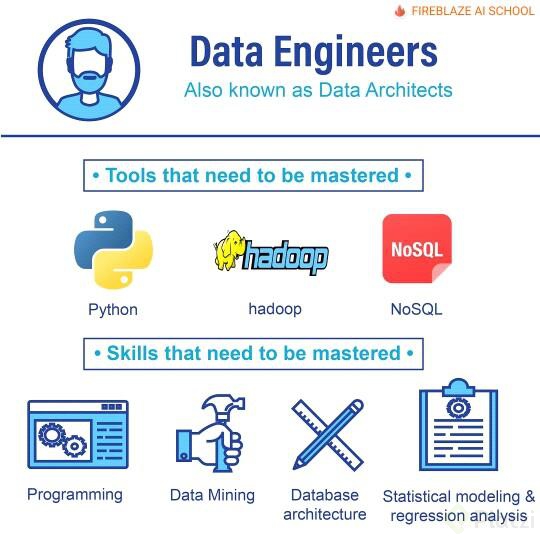 FIREBLAZE AI SCHOOL
Data Engineers
Also known as Data Architects
• Tools that need to be mastered •
hadoop
NoSQL
Python hadoop NoSQL
• Skills that need to be mastered •
Programming
Data Mining
Database
architecture
Statistical modeling &
regression analysis